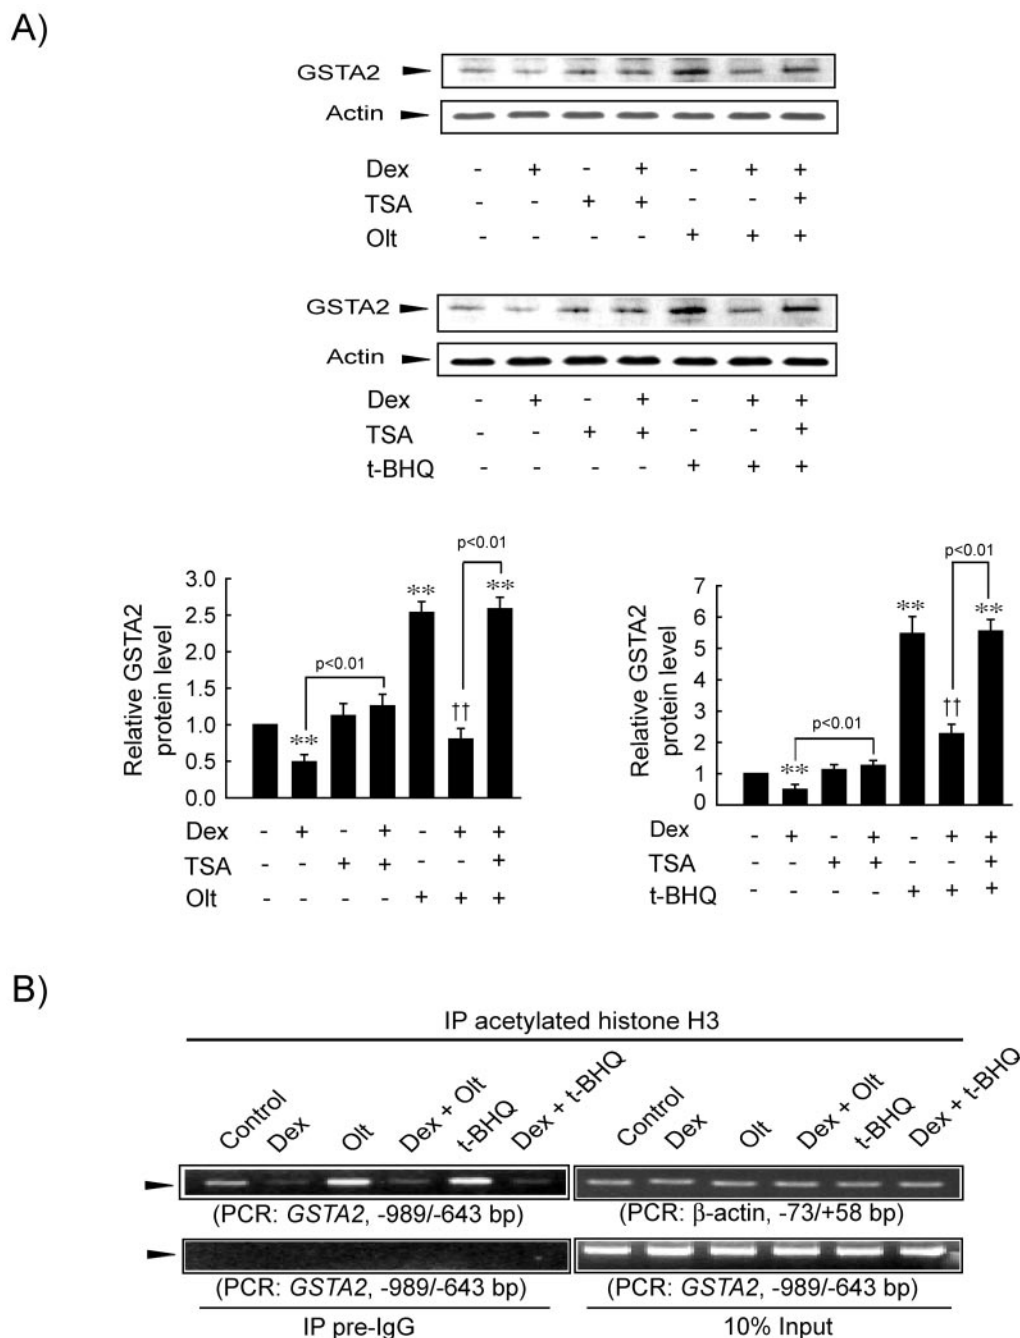 A)
GSTA2
Actin
Dex - + - + - + +
TSA - - + + - - +
Olt - - - - + + +
GSTA2
Actin
Dex - + - + - + +
TSA - - + + - - +
t-BHQ - - - - + + +
Relative GSTA2
protein level
3.0
2.5
2.0
1.5
1.0
0.5
0.0
** p<0.01 ** †† p<0.01 **
Dex - + - + - + +
TSA - - + + - - +
Olt - - - - + + +
Relative GSTA2
protein level
7
6
5
4
3
2
1
0
** p<0.01 ** †† p<0.01 **
Dex - + - + - + +
TSA - - + + - - +
t-BHQ - - - - + + +
B)
IP acetylated histone H3
Control Dex Olt Dex + Olt t-BHQ Dex + t-BHQ Control Dex Olt Dex + Olt t-BHQ Dex + t-BHQ
(PCR: GSTA2, -989/-643 bp) (PCR: β-actin, -73/+58 bp)
(PCR: GSTA2, -989/-643 bp) (PCR: GSTA2, -989/-643 bp)
IP pre-IgG 10% Input